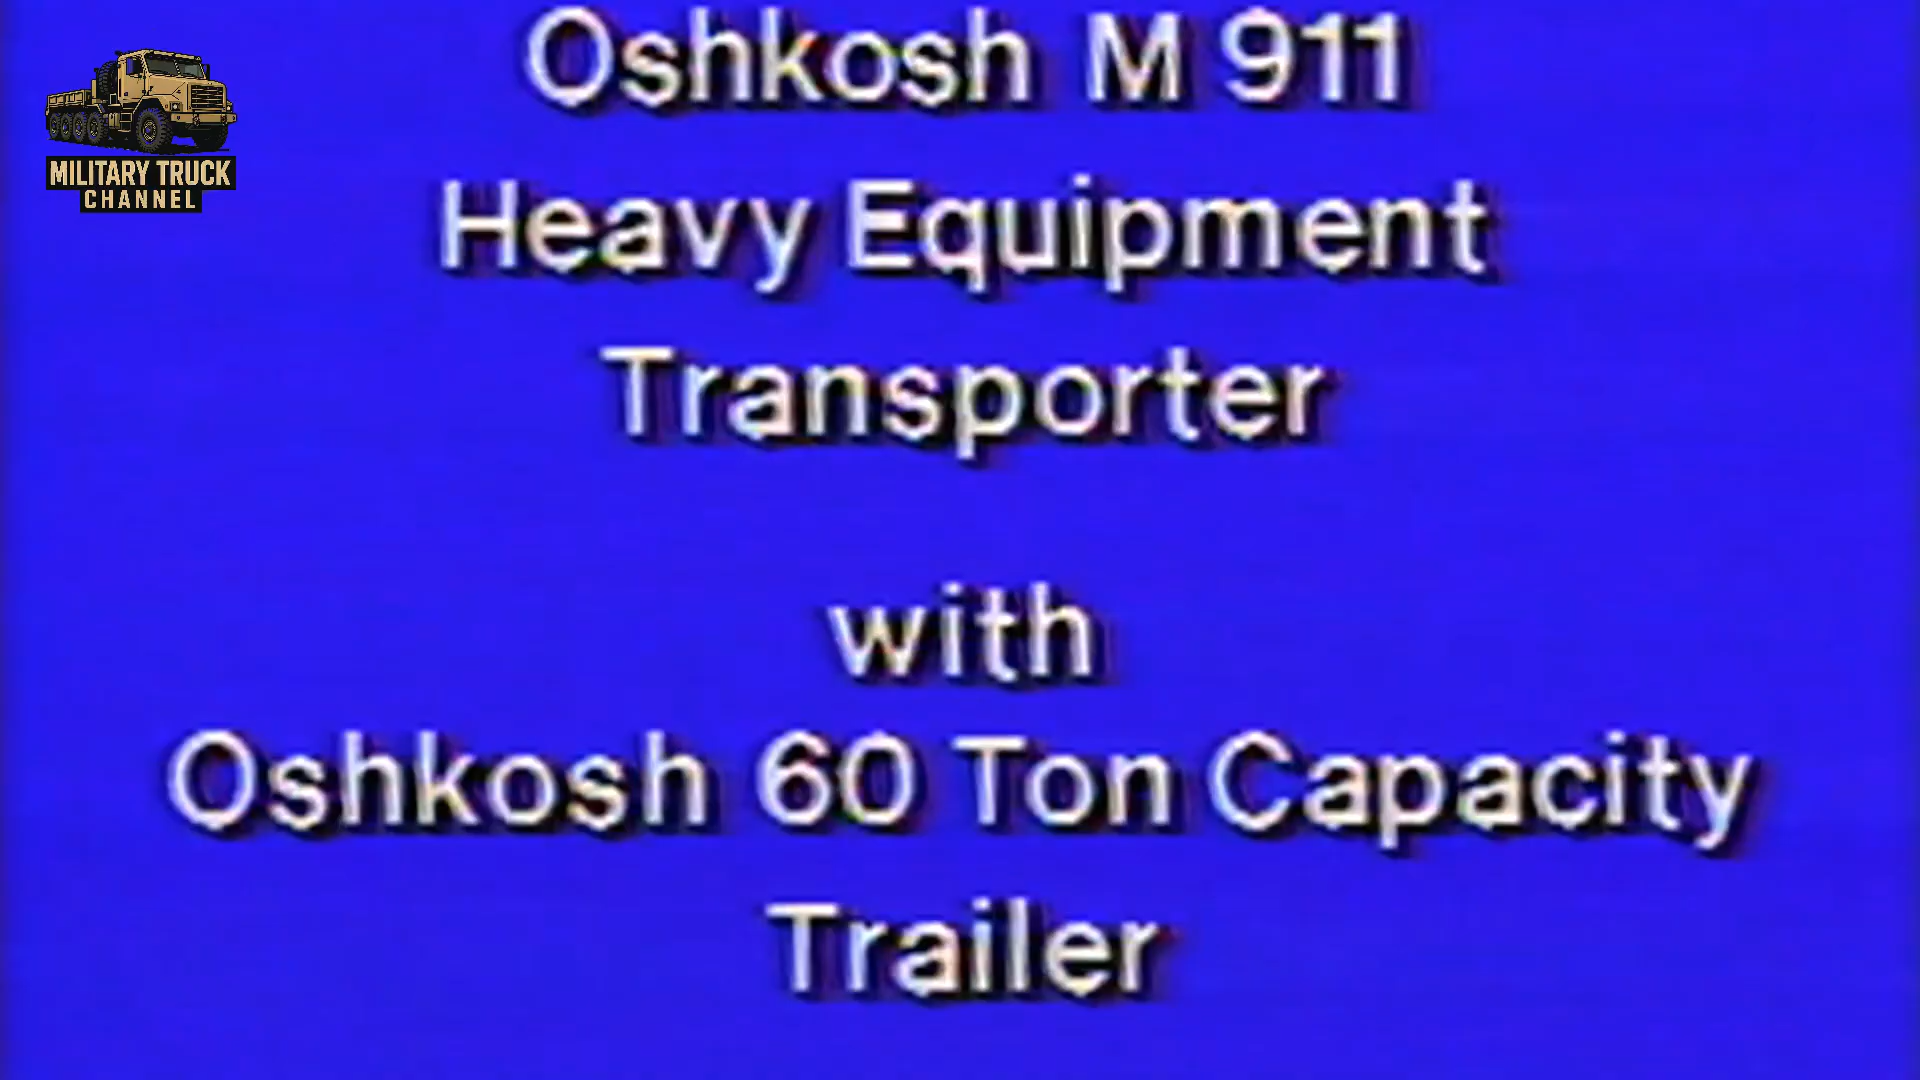 MILITARY TRUCK
CHANNEL
Oshkosh M 911
Heavy Equipment
Transporter
with
Oshkosh 60 Ton Capacity
Trailer